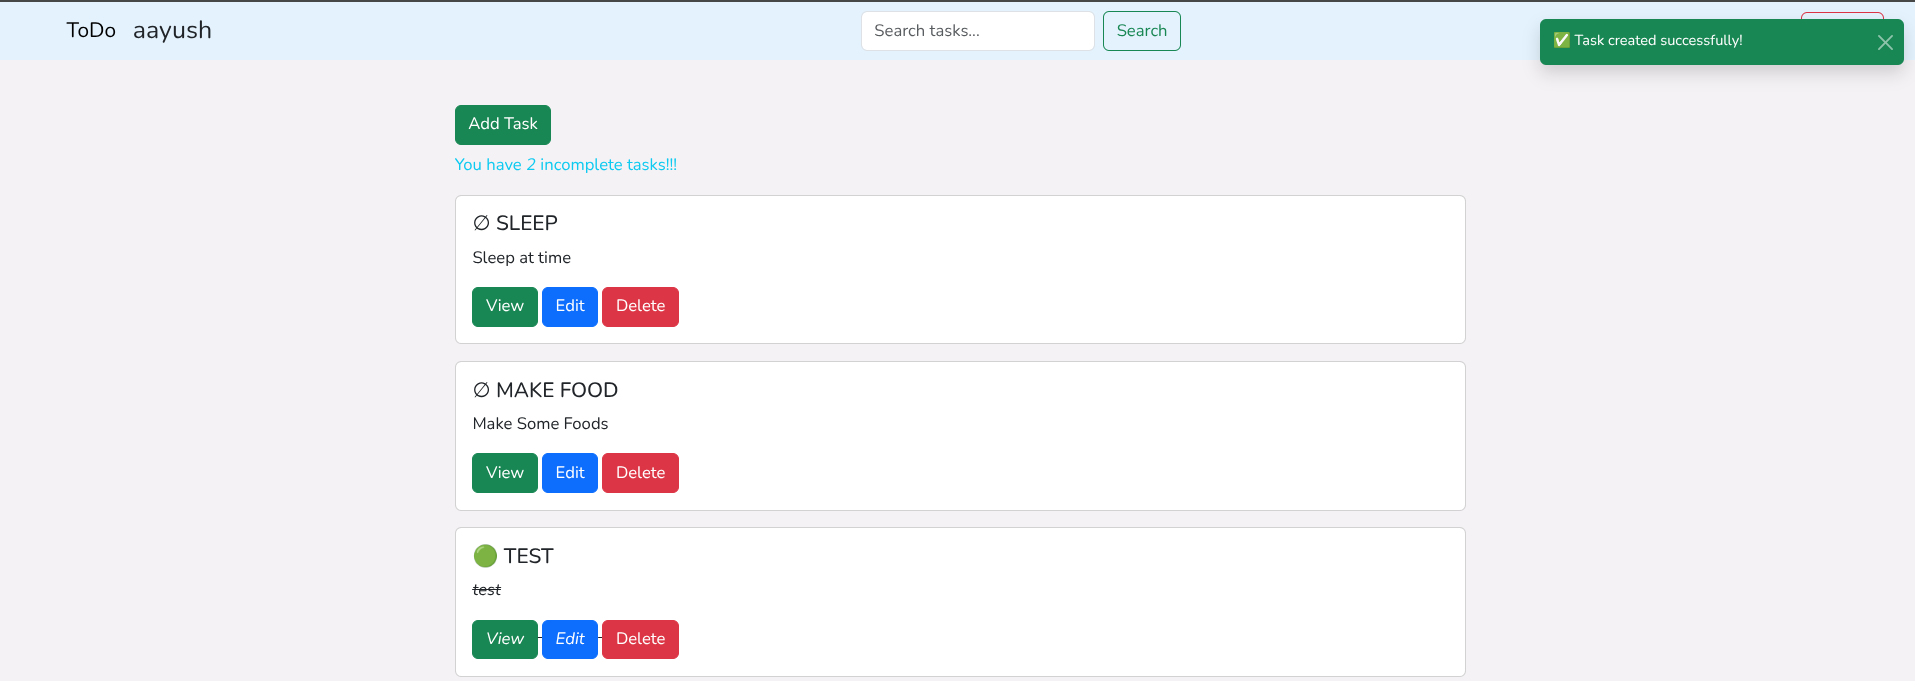 ToDo aayush Search tasks... Search
✅ Task created successfully!
Add Task
You have 2 incomplete tasks!!!
∅ SLEEP
Sleep at time
View Edit Delete
∅ MAKE FOOD
Make Some Foods
View Edit Delete
🟢 TEST
test
View Edit Delete